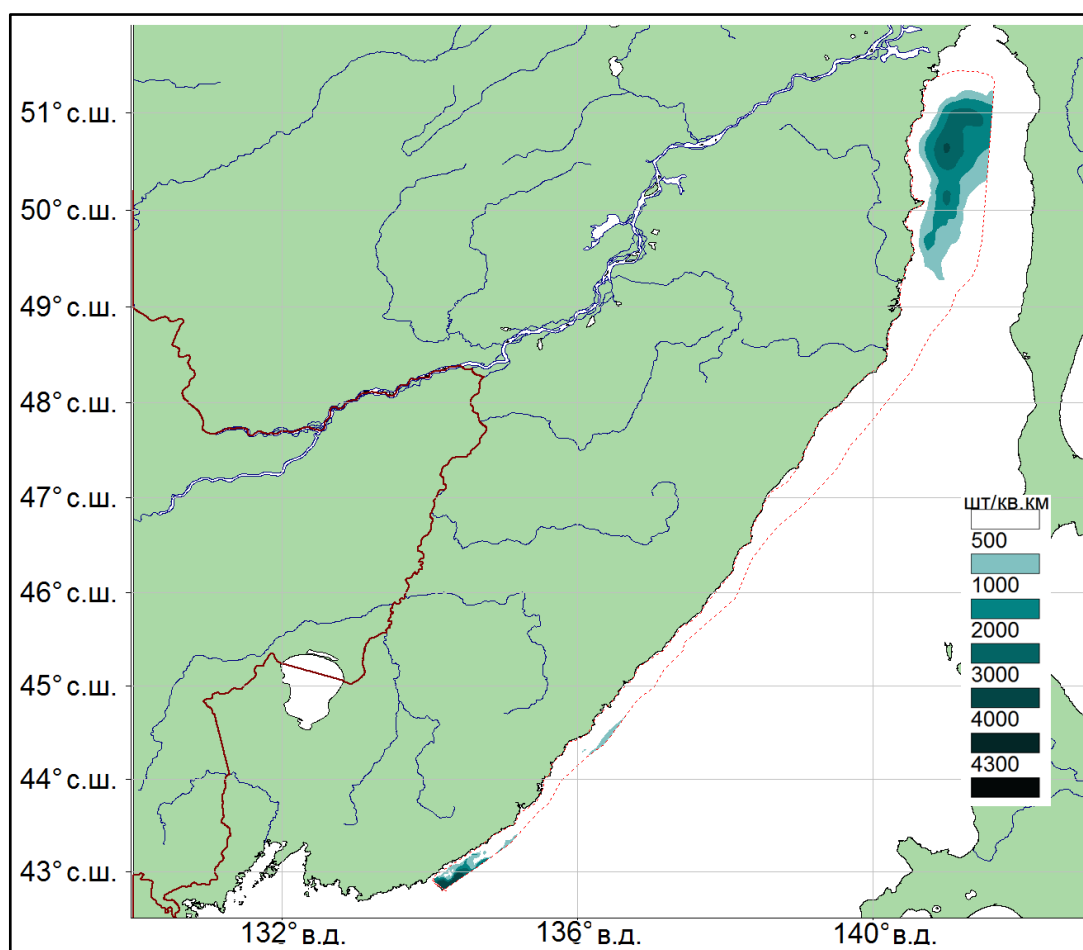 51° с.ш.
50° с.ш.
49° с.ш.
48° с.ш.
47° с.ш.
46° с.ш.
45° с.ш.
44° с.ш.
43° с.ш.
шт/кв.км
500
1000
2000
3000
4000
4300
132° в.д.
136° в.д.
140° в.д.